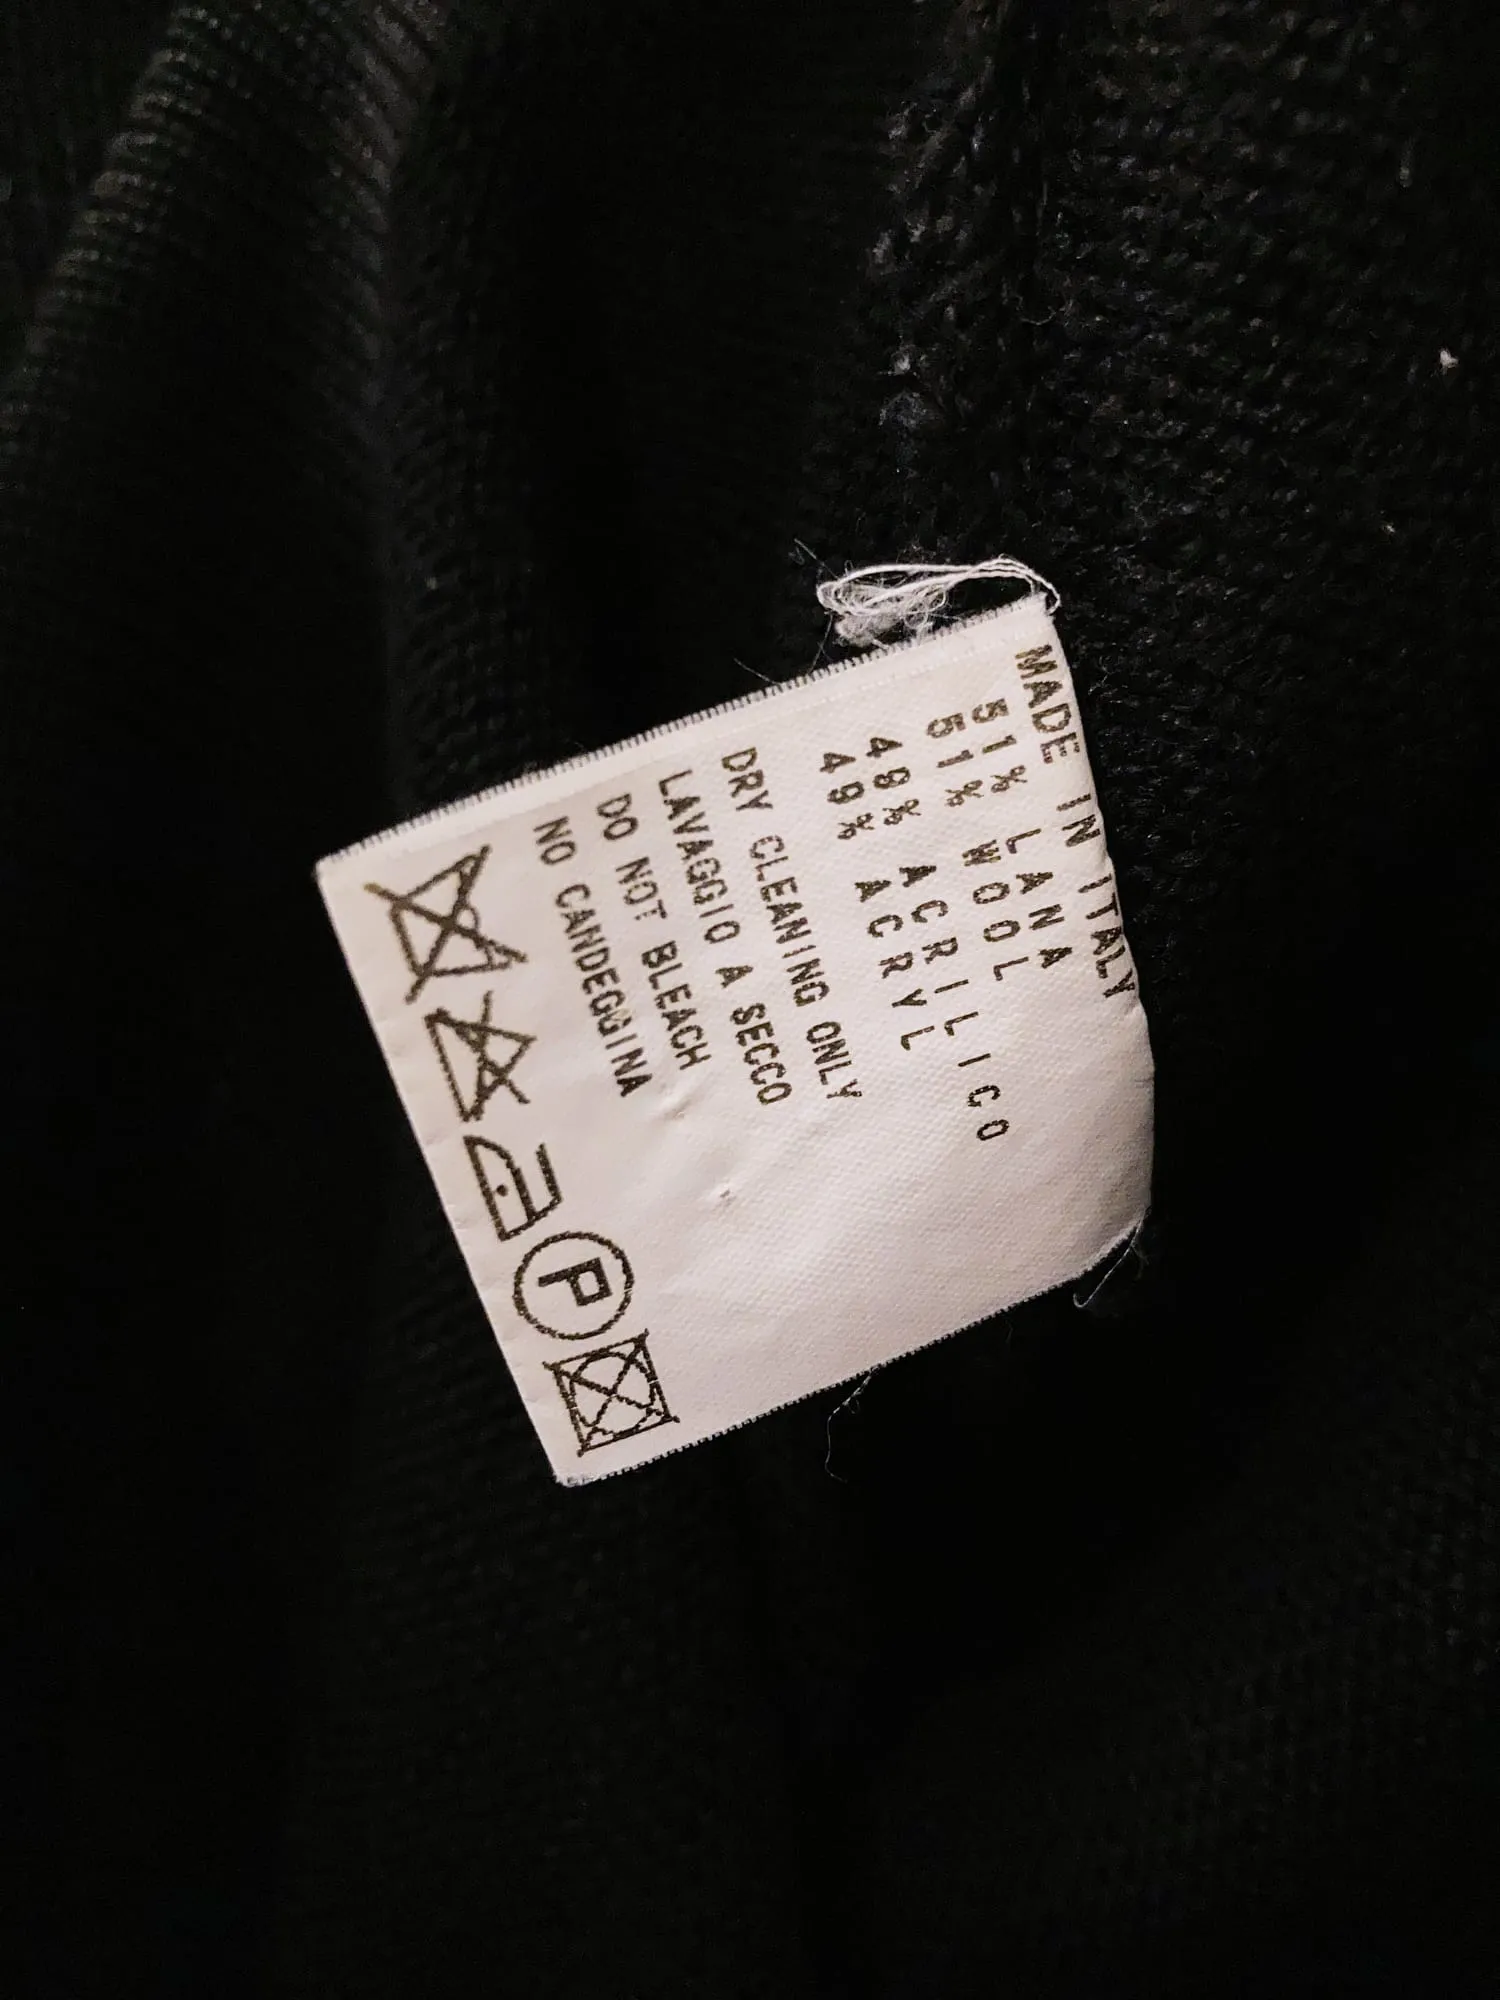 MADE IN ITALY
51% LANA
51% WOOL
49% ACRILICO
49% ACRYL
DRY CLEANING ONLY
LAVAGGIO A SECCO
DO NOT BLEACH
NO CANDEGGINA
P